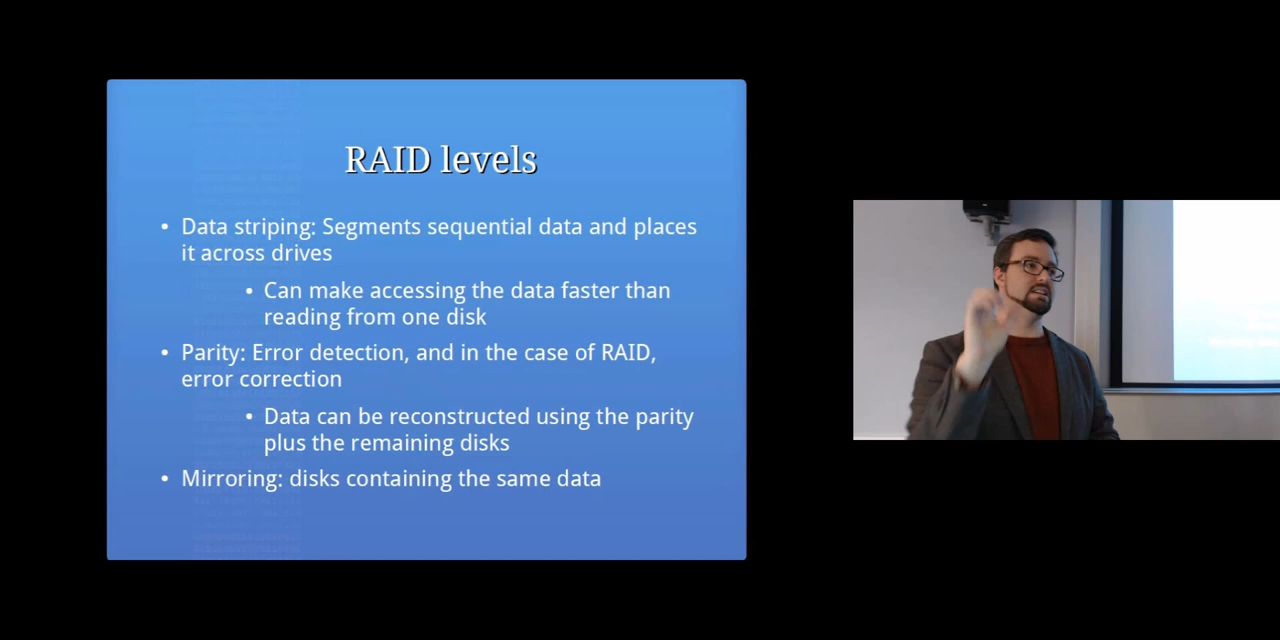 RAID levels
• Data striping: Segments sequential data and places
it across drives
• Can make accessing the data faster than
reading from one disk
• Parity: Error detection, and in the case of RAID,
error correction
• Data can be reconstructed using the parity
plus the remaining disks
• Mirroring: disks containing the same data